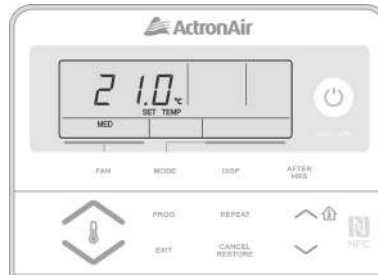 ActronAir
21.0 °C
SET TEMP
MED
FAN MODE DISP AFTER HRS
PROG REPEAT
EXIT CANCEL RESTORE
NFC